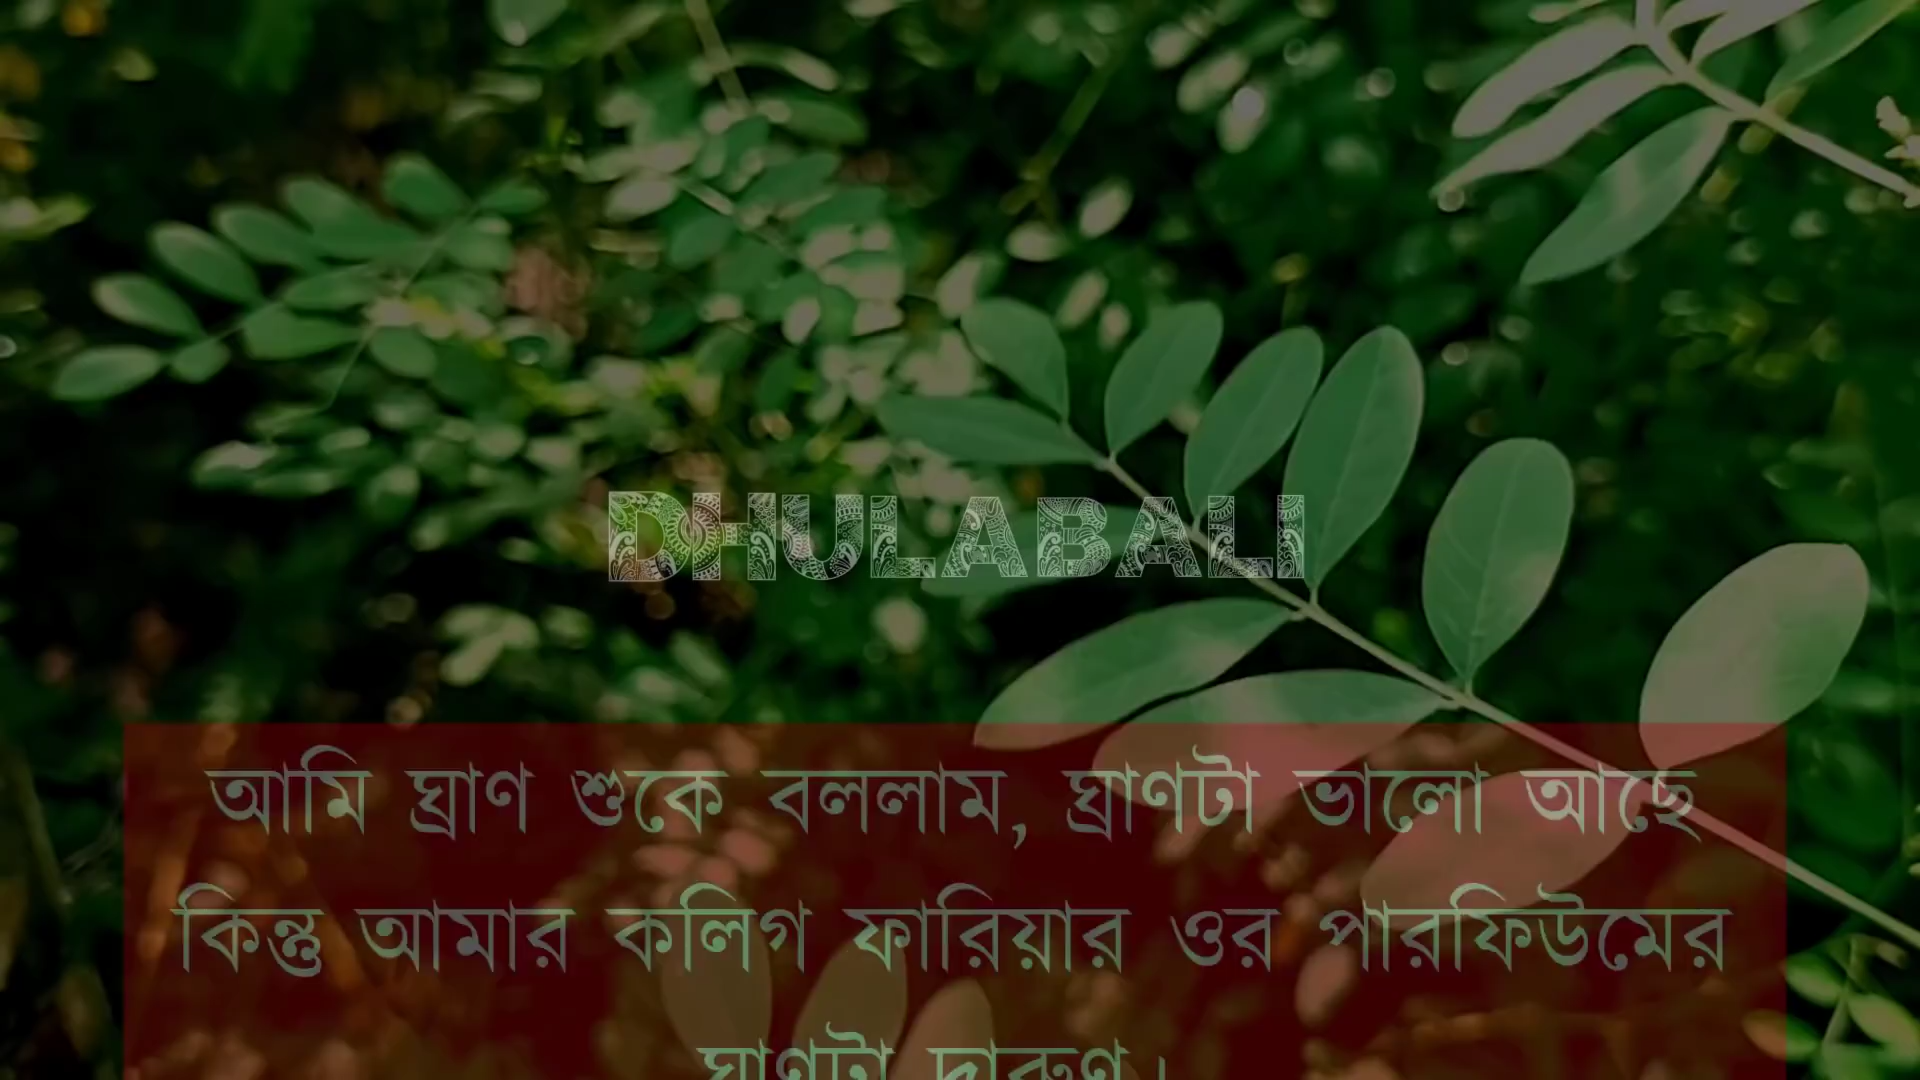 DHULABALI
আমি ঘ্রাণ শুকে বললাম, ঘ্রাণটা ভালো আছে
কিন্তু আমার কলিগ ফারিয়ার ওর পারফিউমের
ঘ্রাণটা দারুণ।